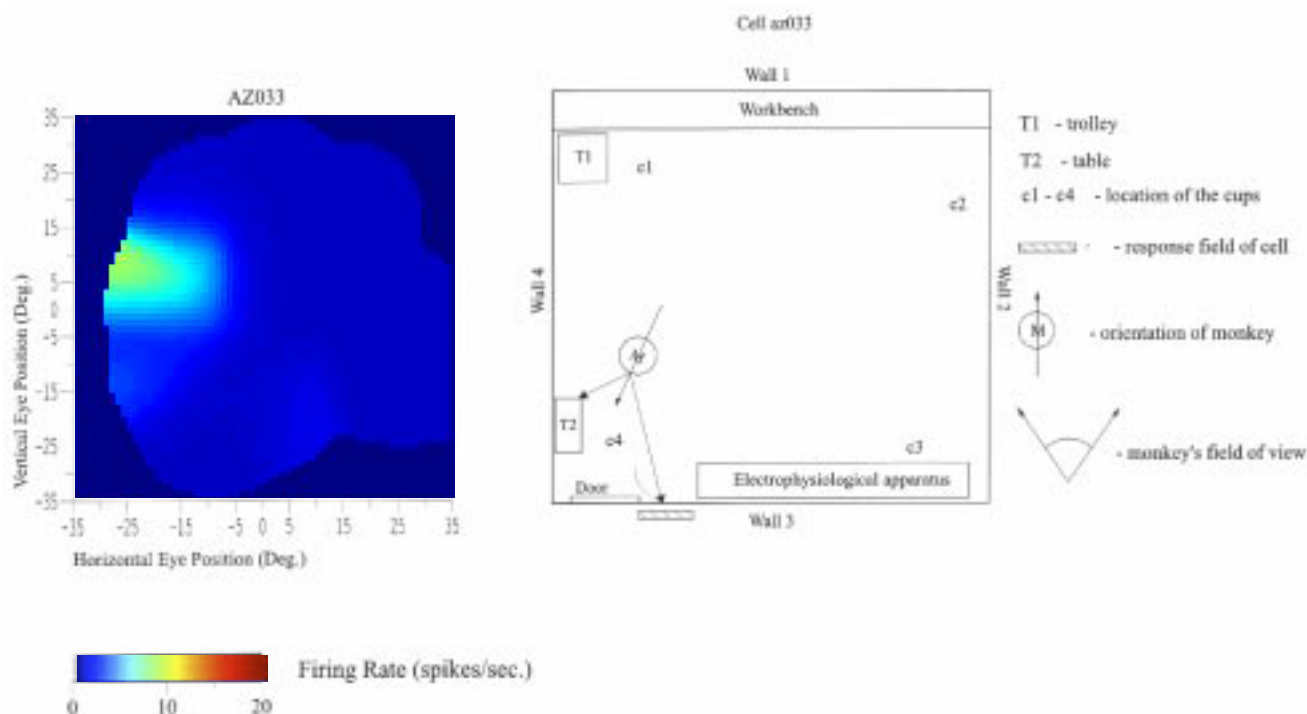 Cell az033
AZ033
35
25
15
5
0
-5
-15
-25
-35
Vertical Eye Position (Deg.)
-25
-15
-5
0
5
15
25
35
Horizontal Eye Position (Deg.)
0
10
20
Firing Rate (spikes/sec.)
Wall 1
Workbench
T1
c1
c2
Wall 4
Wall 2
T2
c4
c3
Door
Electrophysiological apparatus
Wall 3
T1 - trolley
T2 - table
c1 - c4 - location of the cups
- response field of cell
M
- orientation of monkey
- monkey's field of view